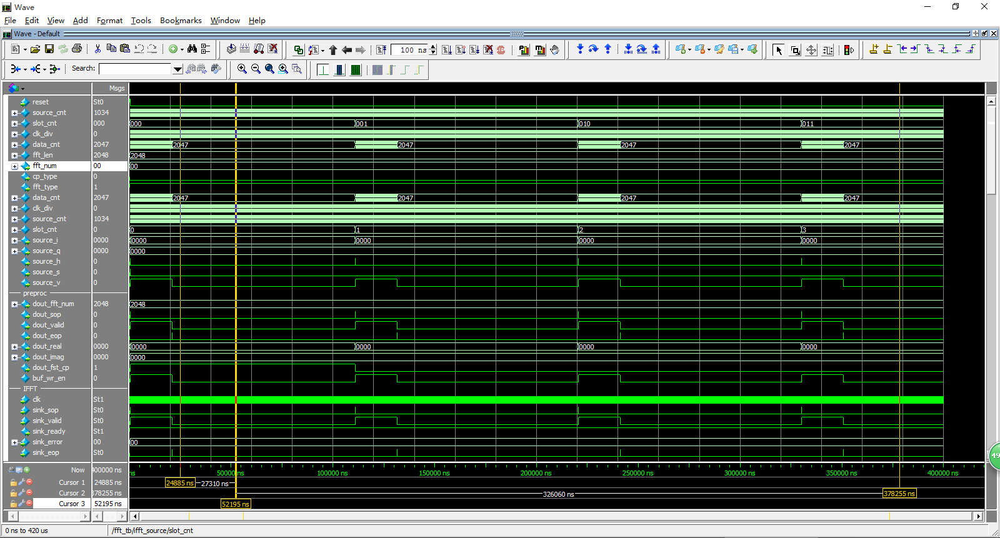 Wave
File Edit View Add Format Tools Bookmarks Window Help
Wave - Default
100 ns
Search:
Msgs
reset St0
source_cnt 1034
slot_cnt 000 000 001 010 011
clk_div 0
data_cnt 2047 2047 2047 2047 2047
fft_len 2048 2048
fft_num 00 00
cp_type 0
fft_type 1
data_cnt 2047 2047 2047 2047 2047
clk_div 0
source_cnt 1034
slot_cnt 0 0 1 2 3
source_i 0000 0000 0000 0000 0000
source_q 0000 0000
source_h 0
source_s 0
source_v 0
preproc
dout_fft_num 2048 2048
dout_sop 0
dout_valid 0
dout_eop 0
dout_real 0000 0000 0000 0000 0000
dout_imag 0000 0000
dout_fst_cp 1
buf_wr_en 0
IFFT
clk St1
sink_sop St0
sink_valid St0
sink_ready St1
sink_error 00 00
sink_eop St0
49
Now 400000 ns ns 50000 ns 100000 ns 150000 ns 200000 ns 250000 ns 300000 ns 350000 ns 400000 ns
Cursor 1 24885 ns 24885 ns 27310 ns
Cursor 2 378255 ns 326060 ns 378255 ns
Cursor 3 52195 ns 52195 ns
0 ns to 420 us /fft_tb/ifft_source/slot_cnt